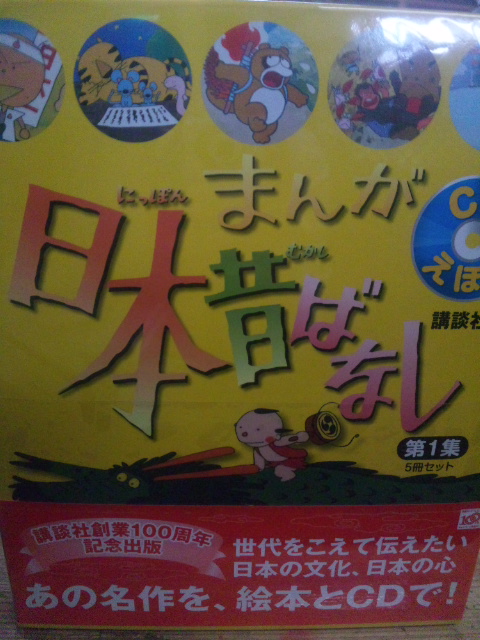 まんが
にっぽん
日本
むかし
昔ばなし
えほ
講談社
第1集
5冊セット
講談社創業100周年
記念出版
世代をこえて伝えたい
日本の文化、日本の心
あの名作を、絵本とCDで!